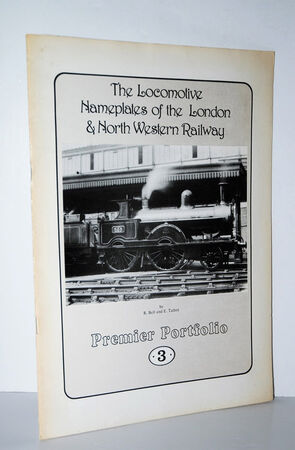 The Locomotive
Nameplates of the London
& North Western Railway
by
R. Bell and E. Talbot
Premier Portfolio
· 3 ·